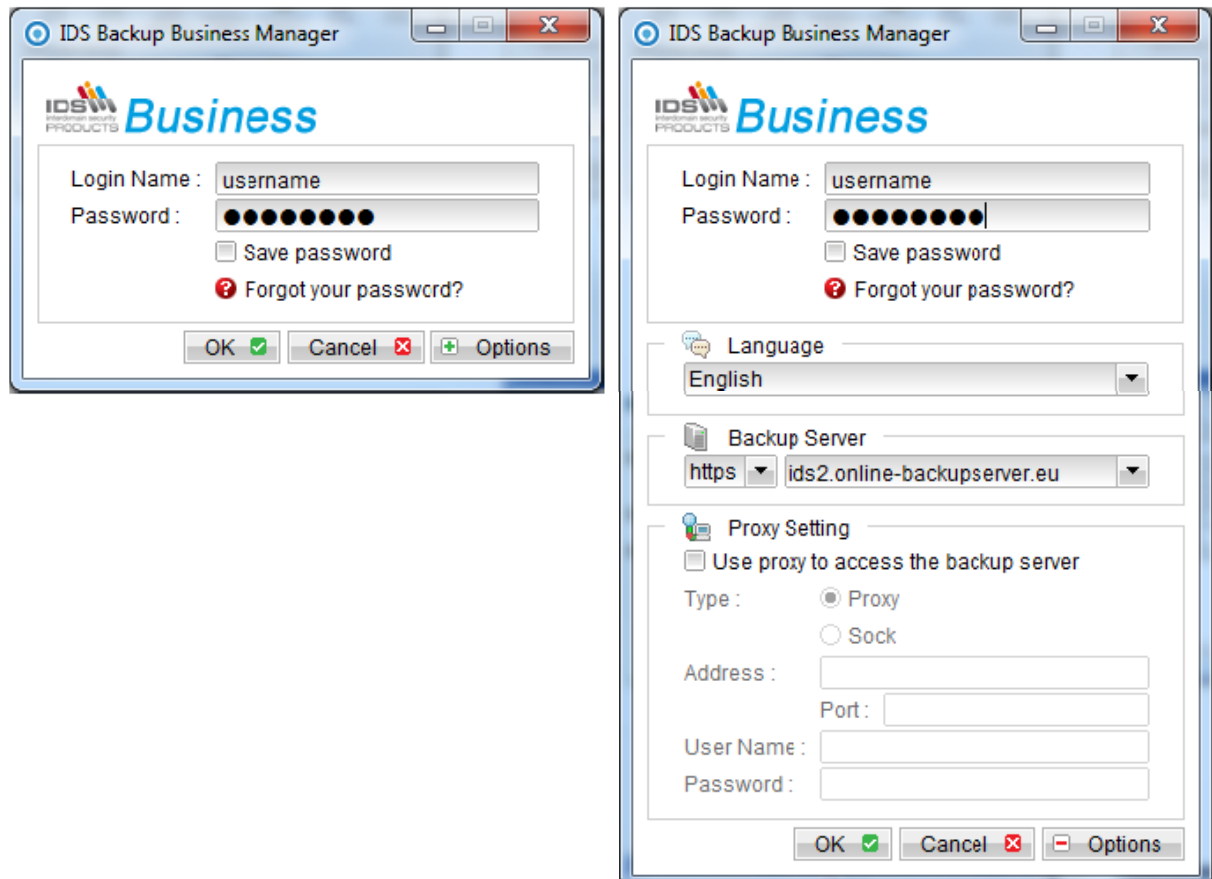 IDS Backup Business Manager
IDS
interdomain security
PRODUCTS
Business
Login Name : username
Password : ●●●●●●●●
Save password
Forgot your password?
OK Cancel Options
IDS Backup Business Manager
IDS
interdomain security
PRODUCTS
Business
Login Name : username
Password : ●●●●●●●●
Save password
Forgot your password?
Language
English
Backup Server
https ids2.online-backupserver.eu
Proxy Setting
Use proxy to access the backup server
Type : Proxy
Sock
Address :
Port :
User Name :
Password :
OK Cancel Options